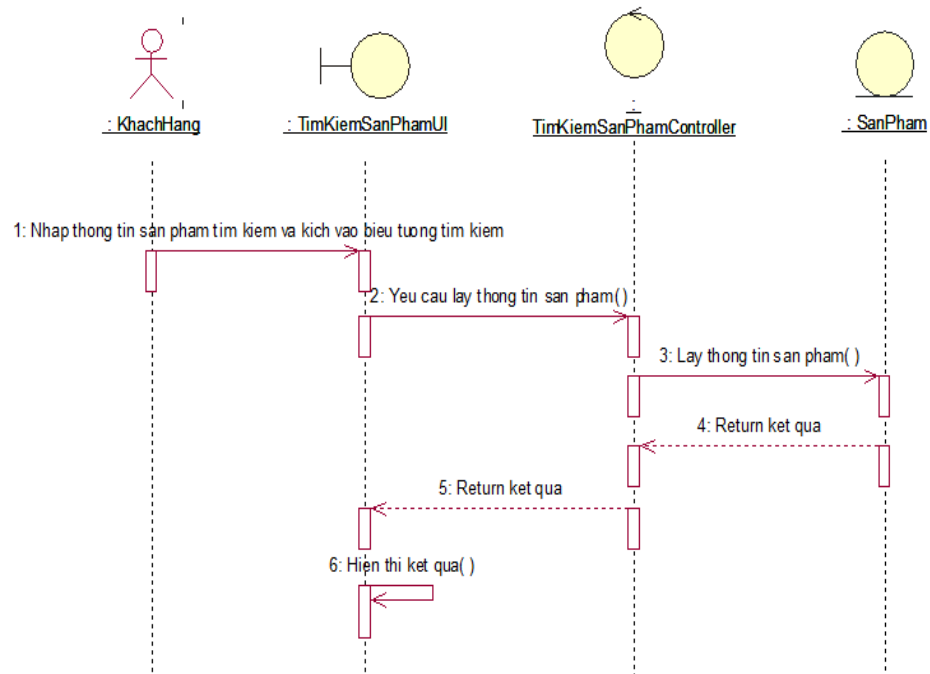 : KhachHang
: TimKiemSanPhamUI
:
TimKiemSanPhamController
: SanPham
1: Nhap thong tin san pham tim kiem va kich vao bieu tuong tim kiem
2: Yeu cau lay thong tin san pham( )
3: Lay thong tin san pham( )
4: Return ket qua
5: Return ket qua
6: Hien thi ket qua( )